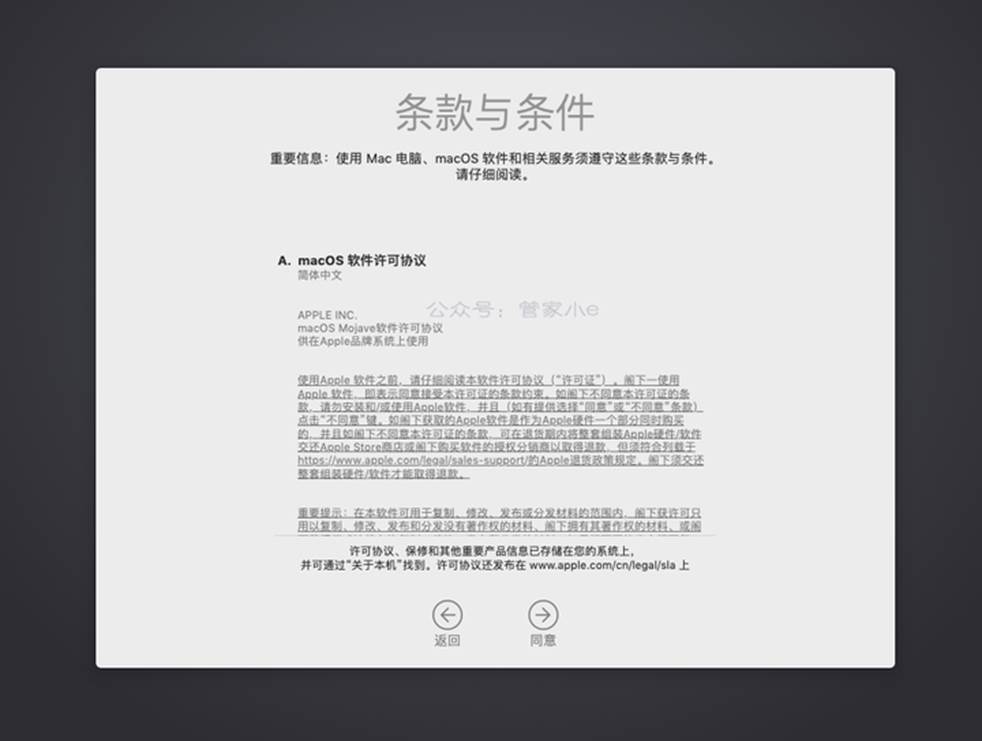 条款与条件
重要信息：使用 Mac 电脑、macOS 软件和相关服务须遵守这些条款与条件。
请仔细阅读。
A. macOS 软件许可协议
简体中文
公众号：管家小e
APPLE INC.
macOS Mojave软件许可协议
供在Apple品牌系统上使用
使用Apple 软件之前，请仔细阅读本软件许可协议（“许可证”）。阁下一使用
Apple 软件，即表示同意接受本许可证的条款约束。如阁下不同意本许可证的条
款，请勿安装和/或使用Apple软件，并且（如有提供选择“同意”或“不同意”条款）
点击“不同意”键。如阁下获取的Apple软件是作为Apple硬件一个部分同时购买
的，并且如阁下不同意本许可证的条款，可在退货期内将整套组装Apple硬件/软件
交还Apple Store商店或阁下购买软件的授权分销商以取得退款，但须符合列载于
https://www.apple.com/legal/sales-support/的Apple退货政策规定。阁下须交还
整套组装硬件/软件才能取得退款。
重要提示：在本软件可用于复制、修改、发布或分发材料的范围内，阁下获许可只
用以复制、修改、发布和分发没有著作权的材料、阁下拥有其著作权的材料、或阁
许可协议、保修和其他重要产品信息已存储在您的系统上，
并可通过“关于本机”找到。许可协议还发布在 www.apple.com/cn/legal/sla 上
返回
同意